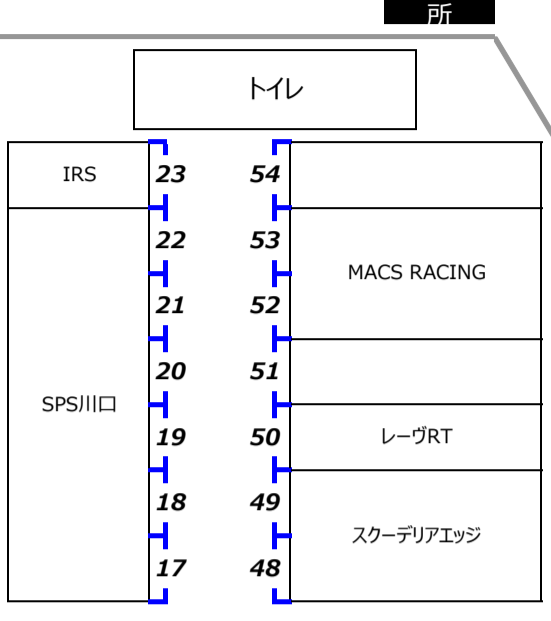 所
トイレ
IRS 23 54
22 53
MACS RACING
21 52
20 51
SPS川口
19 50 レーヴRT
18 49
スクーデリアエッジ
17 48